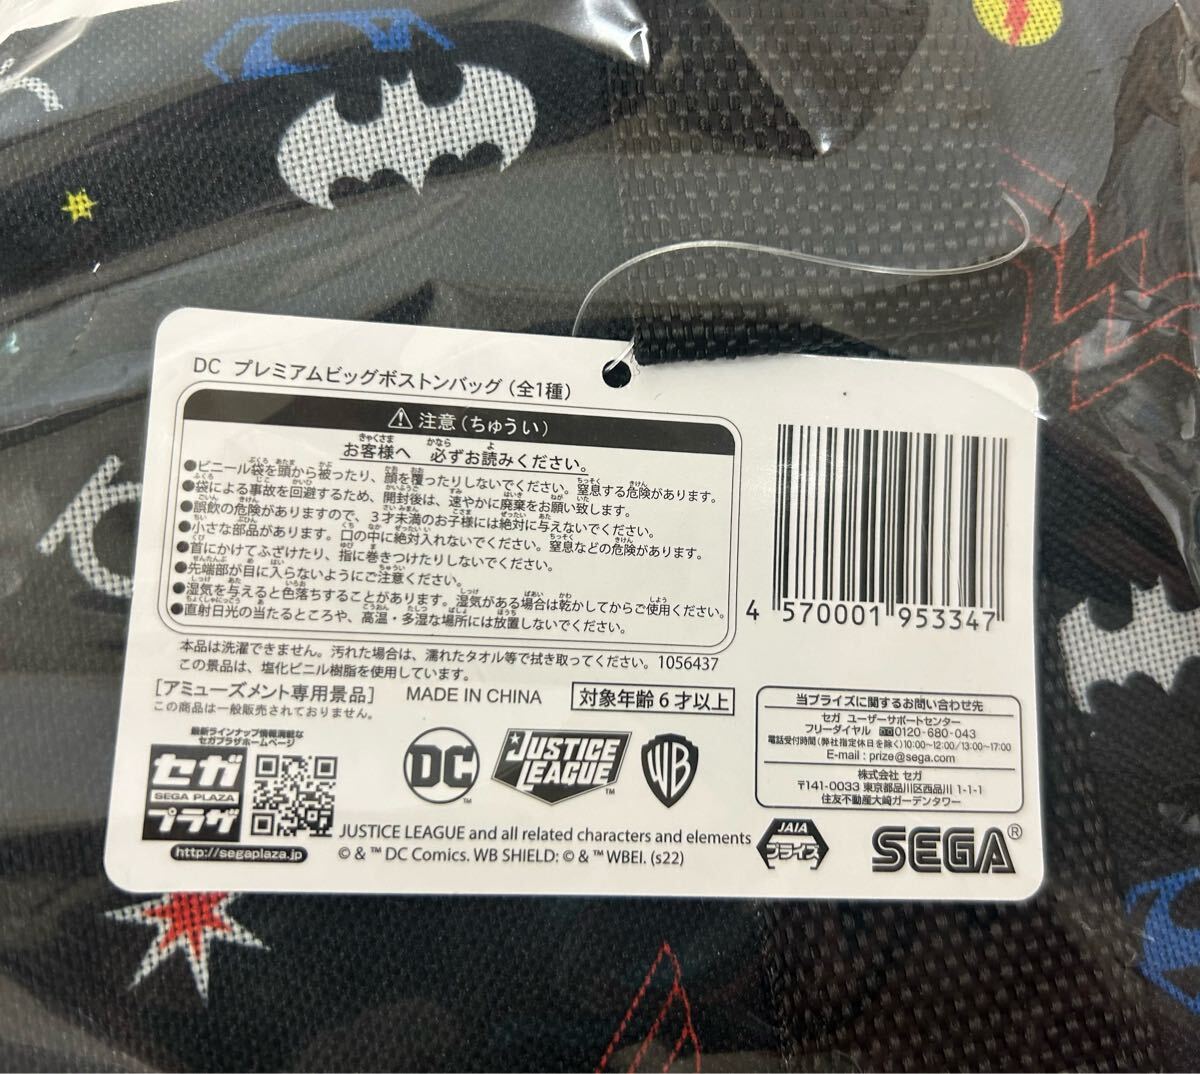 DC プレミアムビッグボストンバッグ（全1種）
⚠ 注意（ちゅうい）
お客様へ 必ずお読みください。
●ビニール袋を頭から被ったり、顔を覆ったりしないでください。窒息する危険があります。
●袋による事故を回避するため、開封後は、速やかに廃棄をお願い致します。
●誤飲の危険がありますので、3才未満のお子様には絶対に与えないでください。
●小さな部品があります。口の中に絶対入れないでください。窒息などの危険があります。
●首にかけてふざけたり、指に巻きつけたりしないでください。
●先端部が目に入らないようにご注意ください。
●湿気を与えると色落ちすることがあります。湿気がある場合は乾かしてからご使用ください。
●直射日光の当たるところや、高温・多湿な場所には放置しないでください。
本品は洗濯できません。汚れた場合は、濡れたタオル等で拭き取ってください。1056437
この景品は、塩化ビニル樹脂を使用しています。
［アミューズメント専用景品］ MADE IN CHINA 対象年齢6才以上
この商品は一般販売されておりません。
4 570001 953347
最新ラインナップ情報満載な
セガプラザホームページ
セガ
SEGA PLAZA
プラザ
http://segaplaza.jp
DC™
JUSTICE
LEAGUE™
WB
JUSTICE LEAGUE and all related characters and elements
© & ™ DC Comics. WB SHIELD: © & ™ WBEI. (s22)
当プライズに関するお問い合わせ先
セガ ユーザーサポートセンター
フリーダイヤル 0120-680-043
電話受付時間（弊社指定休日を除く）10:00~12:00/13:00~17:00
E-mail : prize@sega.com
株式会社 セガ
〒141-0033 東京都品川区西品川 1-1-1
住友不動産大崎ガーデンタワー
JAIA
プライズ
SEGA®